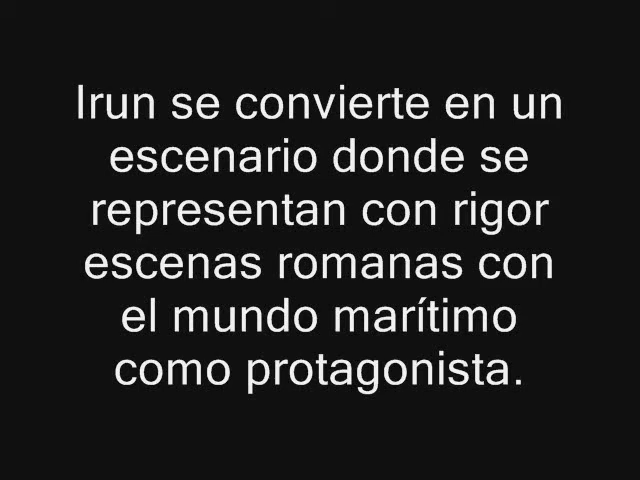 Irun se convierte en un
escenario donde se
representan con rigor
escenas romanas con
el mundo marítimo
como protagonista.